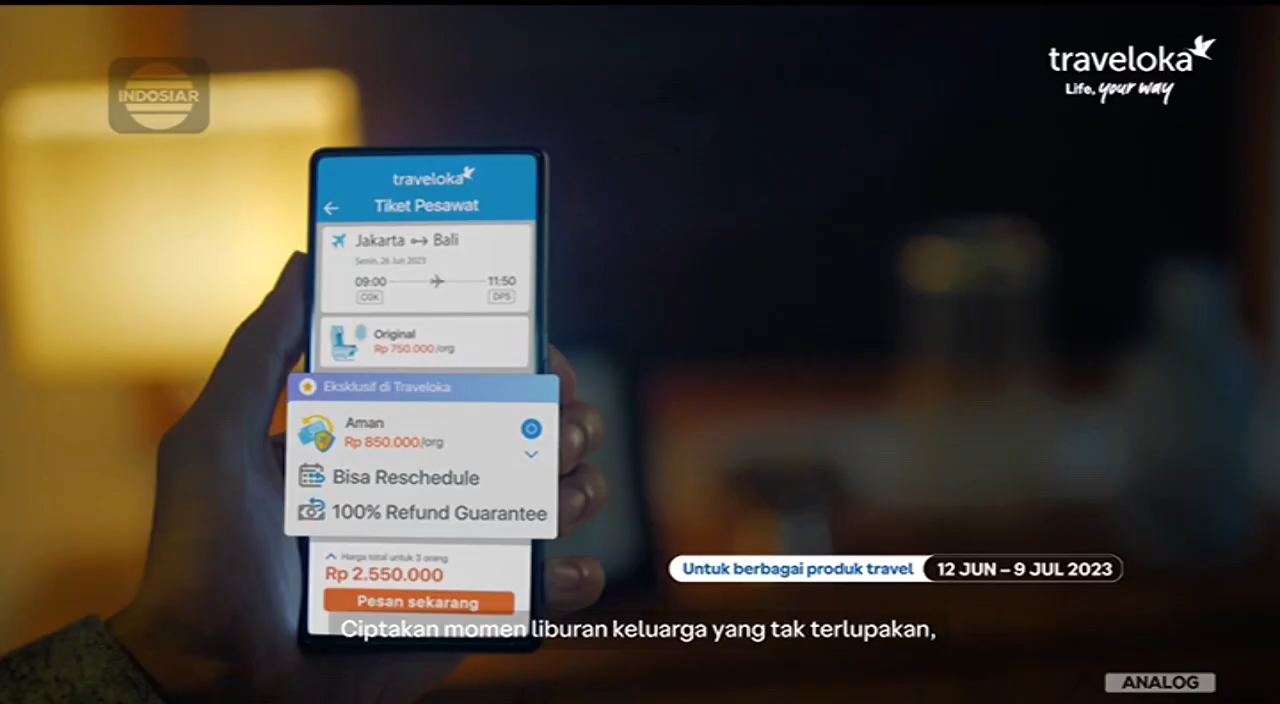 INDOSIAR
traveloka
Life, your way
traveloka
Tiket Pesawat
Jakarta Bali
Senin, 26 Jun 2023
09:00 11:50
CGK DPS
Original
Rp 750.000/org
Eksklusif di Traveloka
Aman
Rp 850.000/org
Bisa Reschedule
100% Refund Guarantee
Harga total untuk 3 orang
Rp 2.550.000
Pesan sekarang
Untuk berbagai produk travel 12 JUN – 9 JUL 2023
Ciptakan momen liburan keluarga yang tak terlupakan,
ANALOG